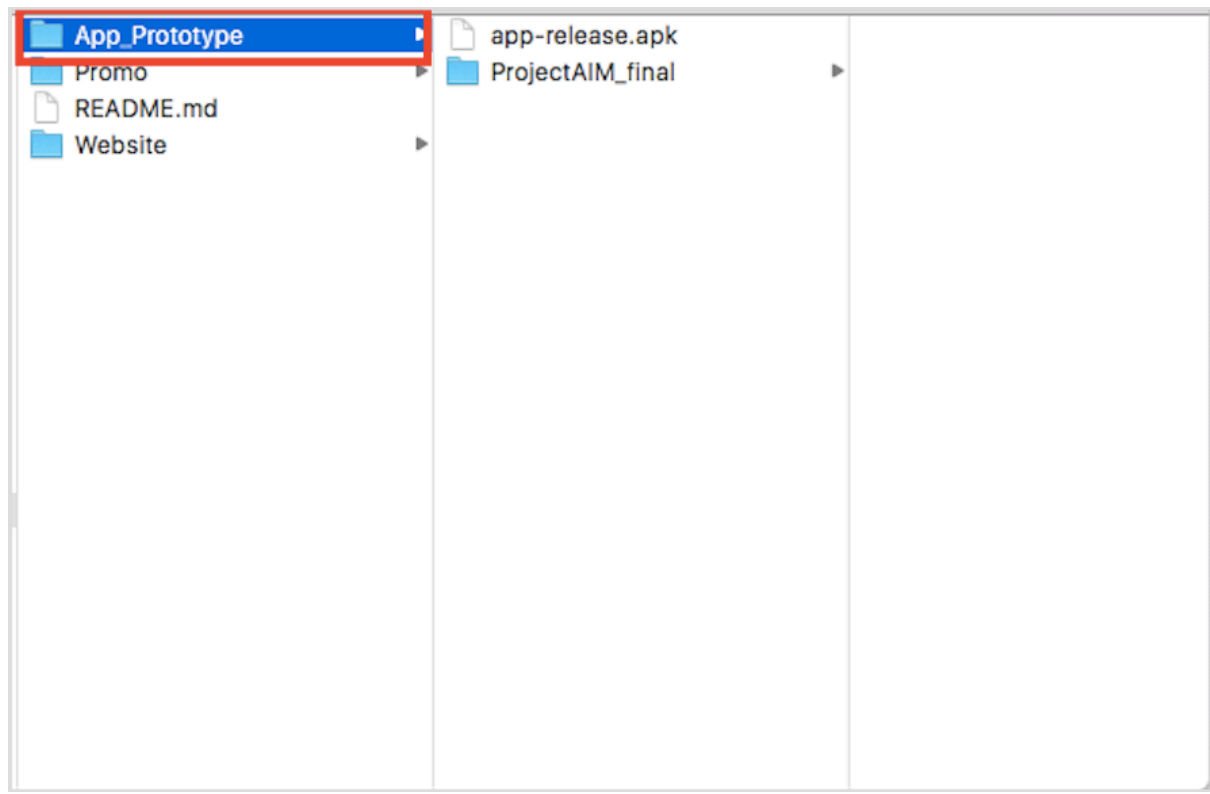 App_Prototype
Promo
README.md
Website
app-release.apk
ProjectAIM_final